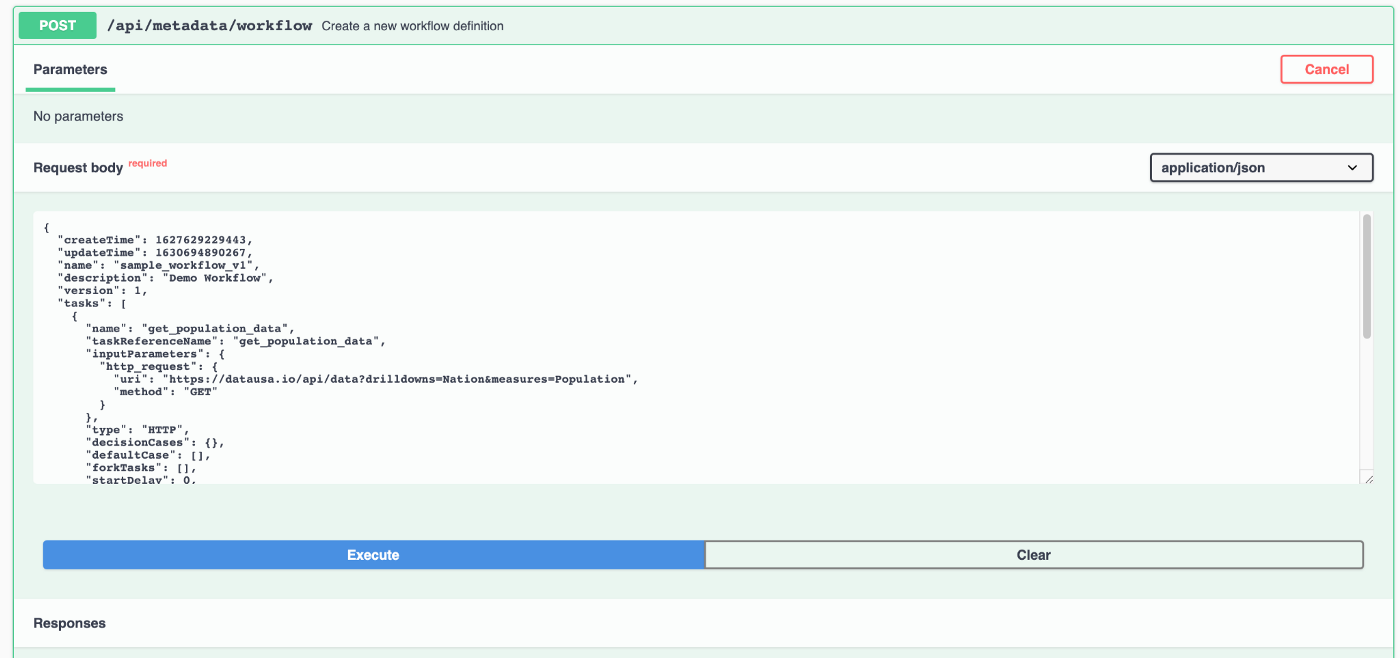 POST /api/metadata/workflow Create a new workflow definition
Parameters
Cancel
No parameters
Request body required
application/json
{
"createTime": 1627629229443,
"updateTime": 1630694890267,
"name": "sample_workflow_v1",
"description": "Demo Workflow",
"version": 1,
"tasks": [
{
"name": "get_population_data",
"taskReferenceName": "get_population_data",
"inputParameters": {
"http_request": {
"uri": "https://datausa.io/api/data?drilldowns=Nation&measures=Population",
"method": "GET"
}
},
"type": "HTTP",
"decisionCases": {},
"defaultCase": [],
"forkTasks": [],
"startDelay": 0,
Execute
Clear
Responses